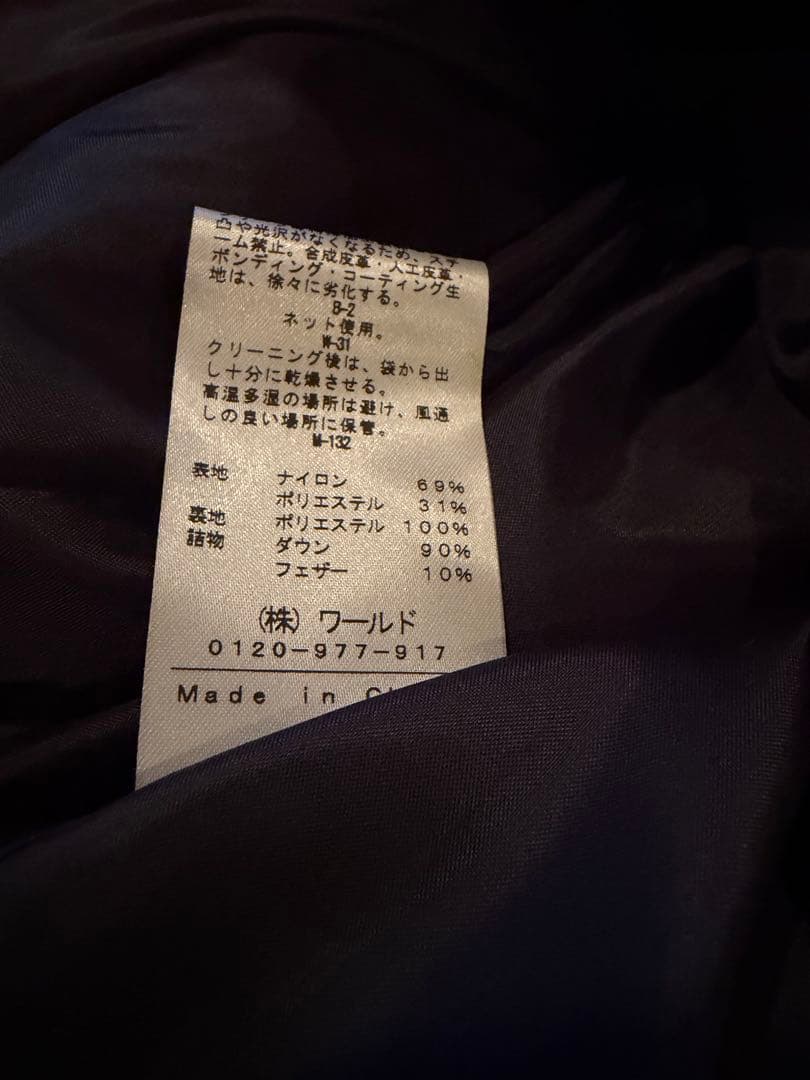 凸や光沢がなくなるため、スチ
ーム禁止。合成皮革・人工皮革・
ボンディング・コーティング生
地は、徐々に劣化する。
B-2
ネット使用。
W-31
クリーニング後は、袋から出
し十分に乾燥させる。
高温多湿の場所は避け、風通
しの良い場所に保管。
M-132
表地 ナイロン 69%
ポリエステル 31%
裏地 ポリエステル 100%
詰物 ダウン 90%
フェザー 10%
(株) ワールド
0120-977-917
Made in